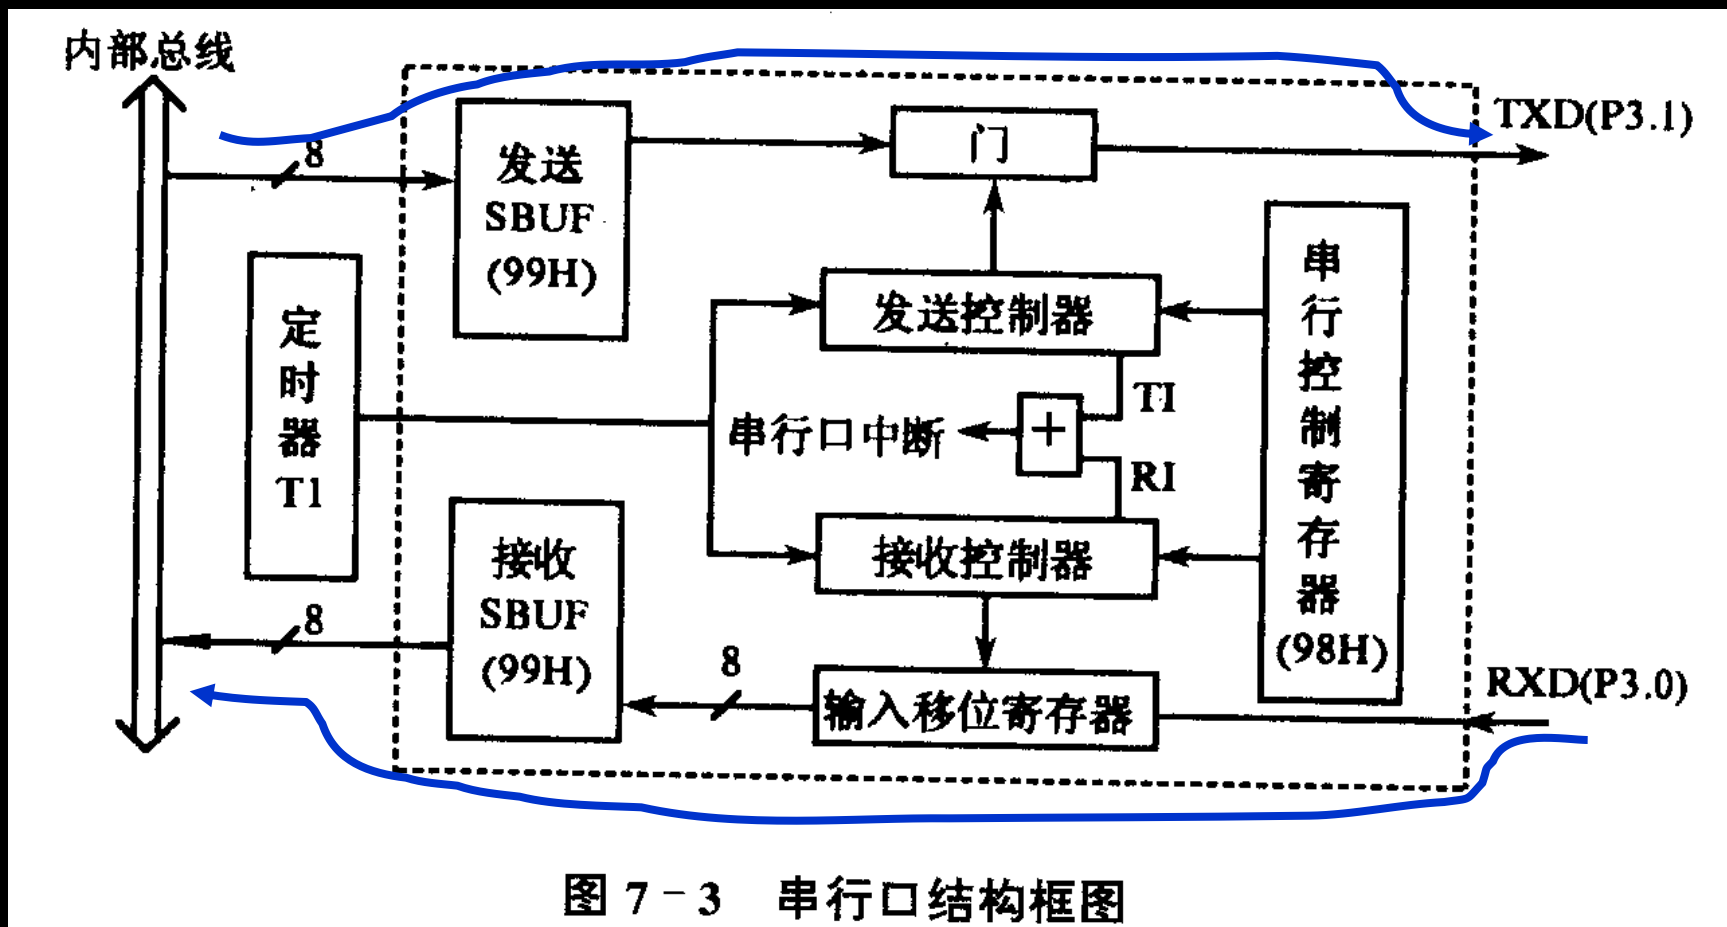 内部总线
TXD(P3.1)
8
发送
SBUF
(99H)
门
定
时
器
T1
发送控制器
串
行
控
制
寄
存
器
(98H)
TI
串行口中断
+
RI
接收
SBUF
(99H)
接收控制器
8
8
输入移位寄存器
RXD(P3.0)
图 7-3 串行口结构框图